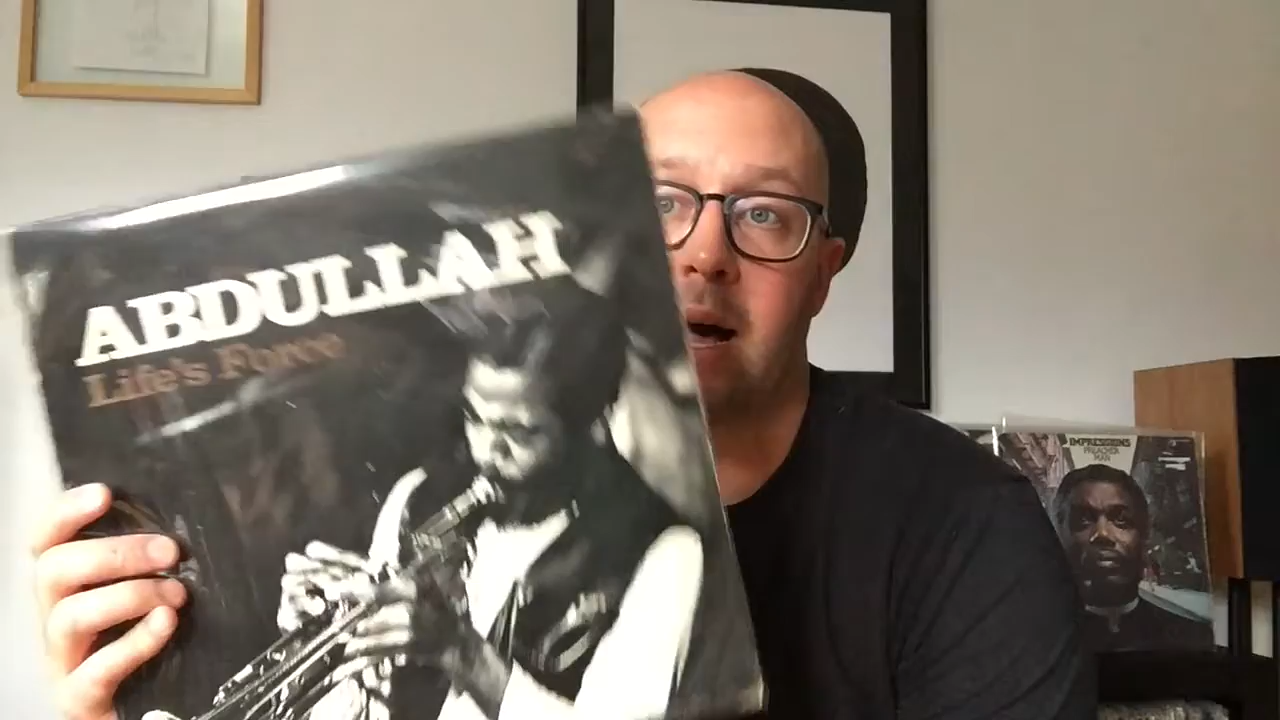 ABDULLAH
Life's Force
IMPRESSIONS
PREACHER
MAN